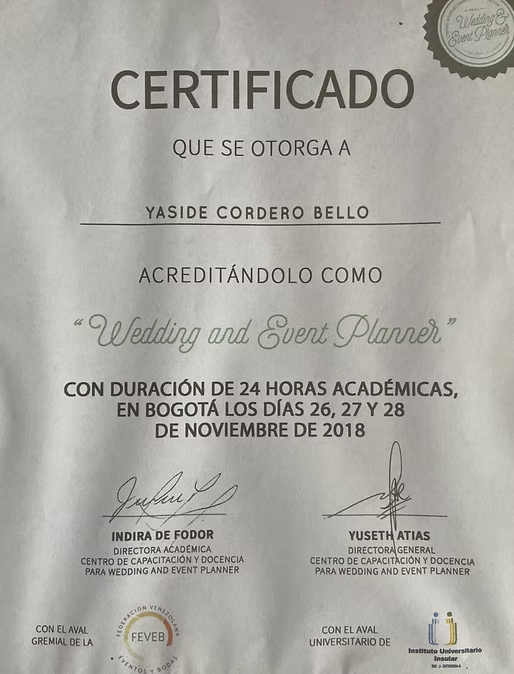 Wedding &
Event Planner
CERTIFICADO
QUE SE OTORGA A
YASIDE CORDERO BELLO
ACREDITÁNDOLO COMO
“Wedding and Event Planner”
CON DURACIÓN DE 24 HORAS ACADÉMICAS,
EN BOGOTÁ LOS DÍAS 26, 27 Y 28
DE NOVIEMBRE DE 2018
INDIRA DE FODOR
DIRECTORA ACADÉMICA
CENTRO DE CAPACITACIÓN Y DOCENCIA
PARA WEDDING AND EVENT PLANNER
YUSETH ATIAS
DIRECTORA GENERAL
CENTRO DE CAPACITACIÓN Y DOCENCIA
PARA WEDDING AND EVENT PLANNER
CON EL AVAL
GREMIAL DE LA
FEDERACIÓN VENEZOLANA
FEVEB
EVENTOS Y BODAS
CON EL AVAL
UNIVERSITARIO DE
Instituto Universitario
Insular